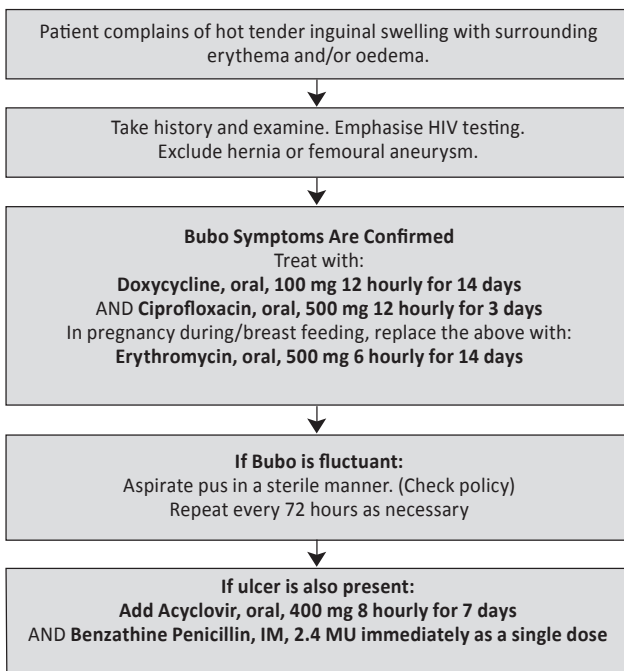 Patient complains of hot tender inguinal swelling with surrounding
erythema and/or oedema.
Take history and examine. Emphasise HIV testing.
Exclude hernia or femoural aneurysm.
Bubo Symptoms Are Confirmed
Treat with:
Doxycycline, oral, 100 mg 12 hourly for 14 days
AND Ciprofloxacin, oral, 500 mg 12 hourly for 3 days
In pregnancy during/breast feeding, replace the above with:
Erythromycin, oral, 500 mg 6 hourly for 14 days
If Bubo is fluctuant:
Aspirate pus in a sterile manner. (Check policy)
Repeat every 72 hours as necessary
If ulcer is also present:
Add Acyclovir, oral, 400 mg 8 hourly for 7 days
AND Benzathine Penicillin, IM, 2.4 MU immediately as a single dose